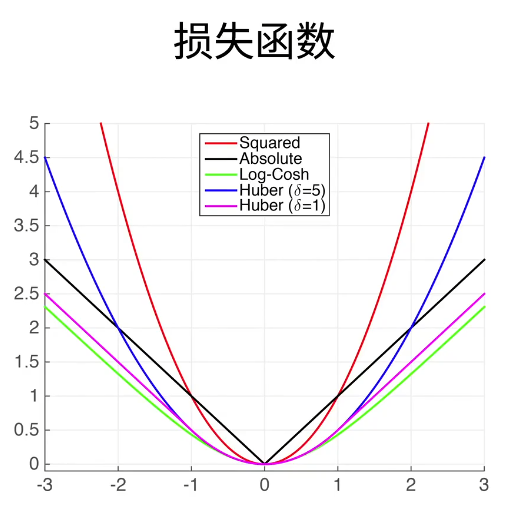 损失函数
5
4.5
4
3.5
3
2.5
2
1.5
1
0.5
0
Squared
Absolute
Log-Cosh
Huber (δ=5)
Huber (δ=1)
-3 -2 -1 0 1 2 3